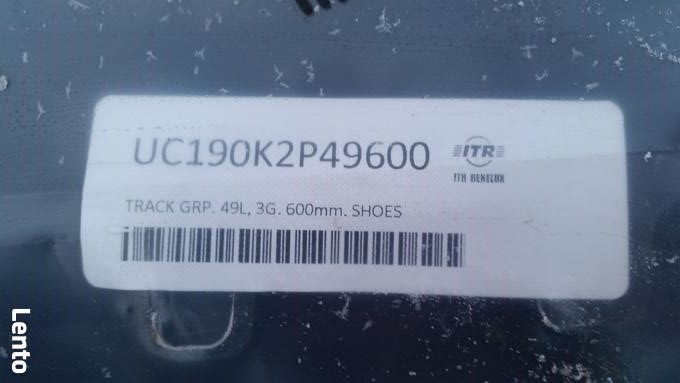 UC190K2P49600
ITR
ITR BENELUX
TRACK GRP. 49L, 3G. 600mm. SHOES
Lento